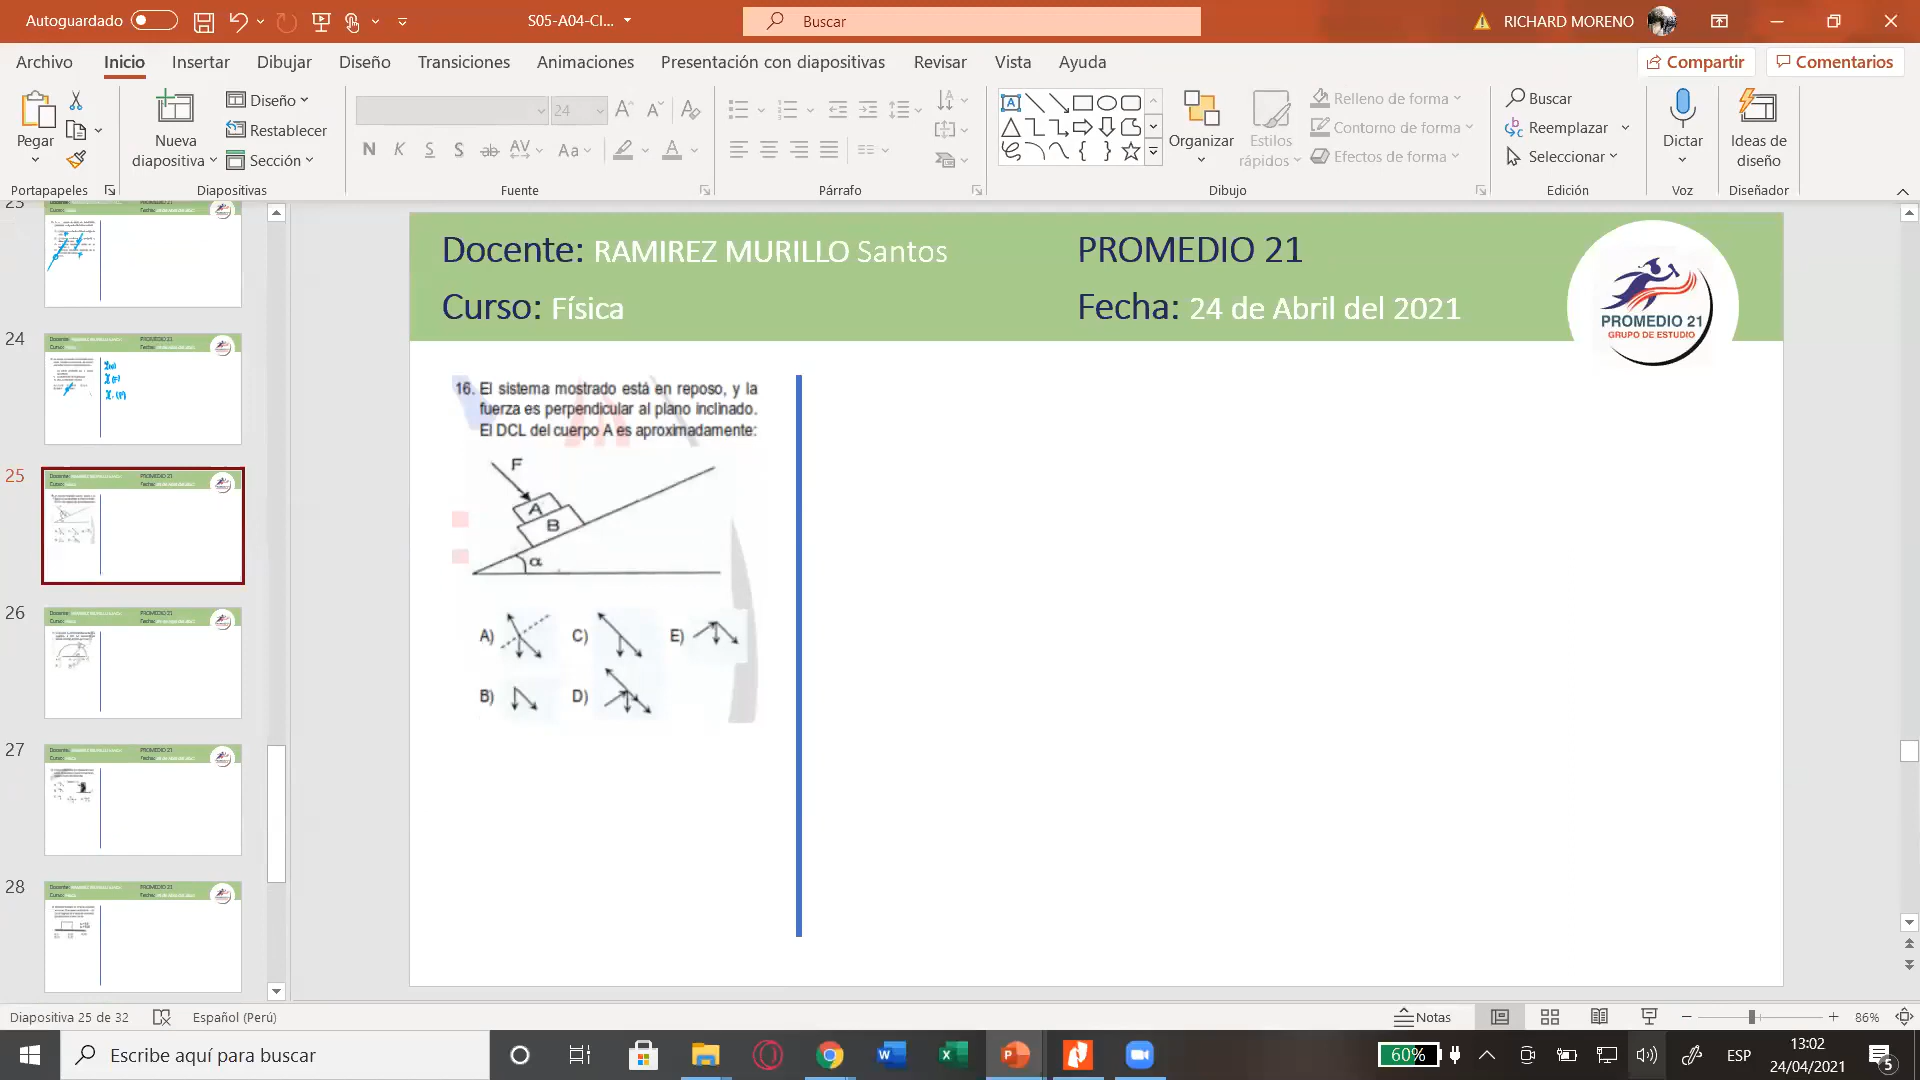 Autoguardado
S05-A04-Cl...
Buscar
RICHARD MORENO
Archivo Inicio Insertar Dibujar Diseño Transiciones Animaciones Presentación con diapositivas Revisar Vista Ayuda
Compartir
Comentarios
Pegar
Nueva
diapositiva
Diseño
Restablecer
Sección
24
N K S S ab AV Aa A
Organizar
Estilos
rápidos
Relleno de forma
Contorno de forma
Efectos de forma
Buscar
Reemplazar
Seleccionar
Dictar
Ideas de
diseño
Portapapeles
Diapositivas
Fuente
Párrafo
Dibujo
Edición
Voz
Diseñador
23
24
25
26
27
28
Docente: RAMIREZ MURILLO Santos
PROMEDIO 21
Curso: Física
Fecha: 24 de Abril del 2021
PROMEDIO 21
GRUPO DE ESTUDIO
16. El sistema mostrado está en reposo, y la
fuerza es perpendicular al plano inclinado.
El DCL del cuerpo A es aproximadamente:
F
A
B
α
A)
C)
E)
B)
D)
Diapositiva 25 de 32
Español (Perú)
Notas
86%
Escribe aquí para buscar
60%
ESP
13:02
24/04/2021
5